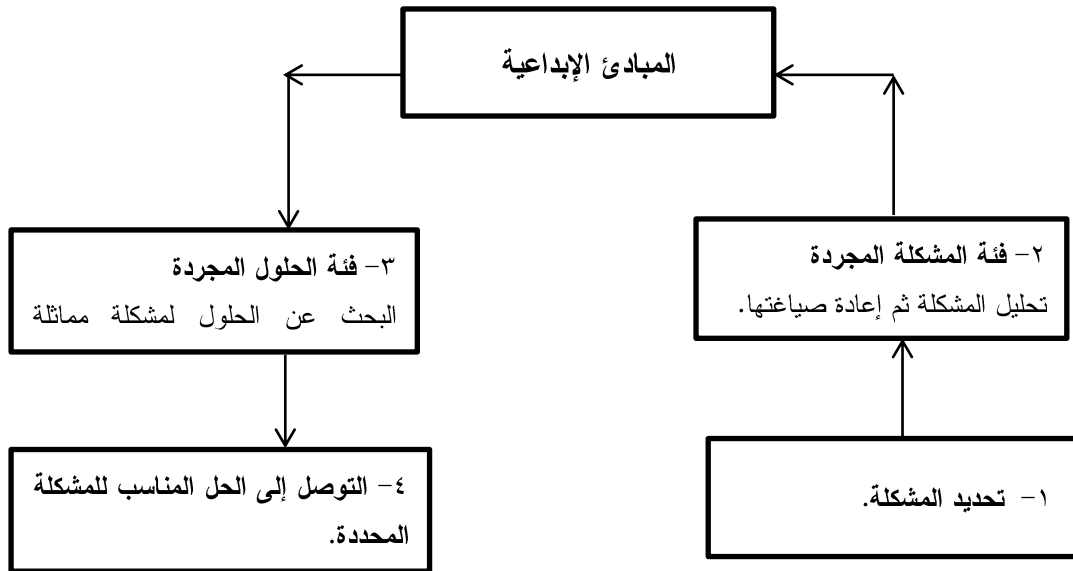 المبادئ الإبداعية
٢- فئة المشكلة المجردة
تحليل المشكلة ثم إعادة صياغتها.
٣- فئة الحلول المجردة
البحث عن الحلول لمشكلة مماثلة
١- تحديد المشكلة.
٤- التوصل إلى الحل المناسب للمشكلة
المحددة.